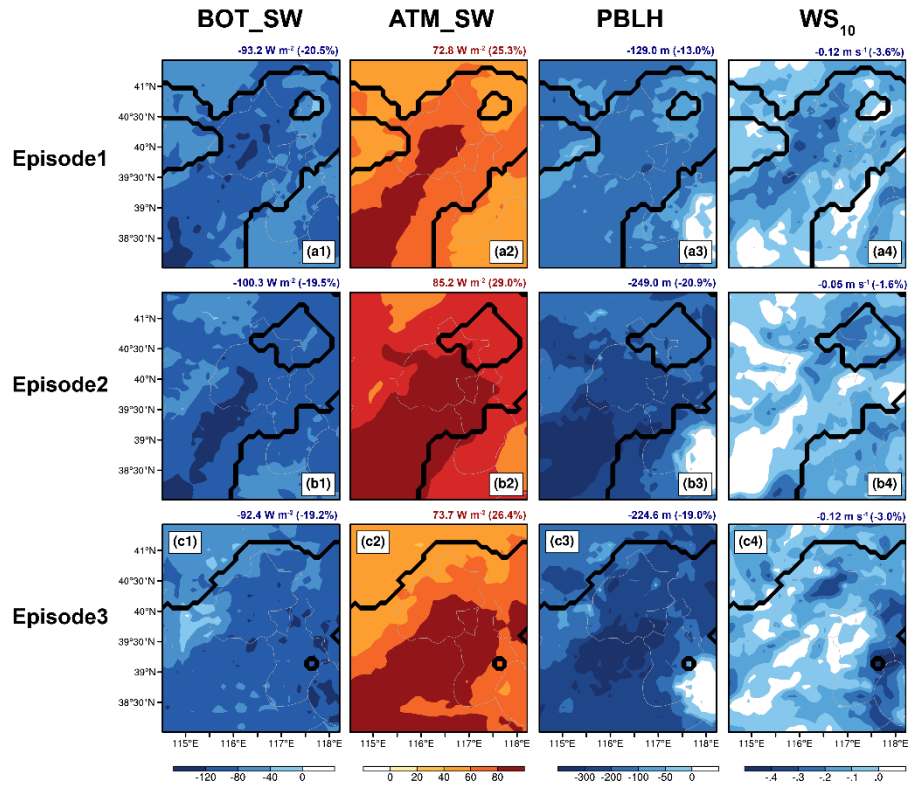 BOT_SW ATM_SW PBLH WS10
-93.2 W m-2 (-20.5%) 72.8 W m-2 (25.3%) -129.0 m (-13.0%) -0.12 m s-1 (-3.6%)
Episode1
41°N
40°30'N
40°N
39°30'N
39°N
38°30'N
(a1) (a2) (a3) (a4)
-100.3 W m-2 (-19.5%) 85.2 W m-2 (29.0%) -249.0 m (-20.9%) -0.05 m s-1 (-1.6%)
Episode2
41°N
40°30'N
40°N
39°30'N
39°N
38°30'N
(b1) (b2) (b3) (b4)
-92.4 W m-2 (-19.2%) 73.7 W m-2 (26.4%) -224.6 m (-19.0%) -0.12 m s-1 (-3.0%)
(c1) (c2) (c3) (c4)
Episode3
41°N
40°30'N
40°N
39°30'N
39°N
38°30'N
115°E 116°E 117°E 118°E 115°E 116°E 117°E 118°E 115°E 116°E 117°E 118°E 115°E 116°E 117°E 118°E
-120 -80 -40 0 0 20 40 60 80 -300 -200 -100 -50 0 -.4 -.3 -.2 -.1 .0